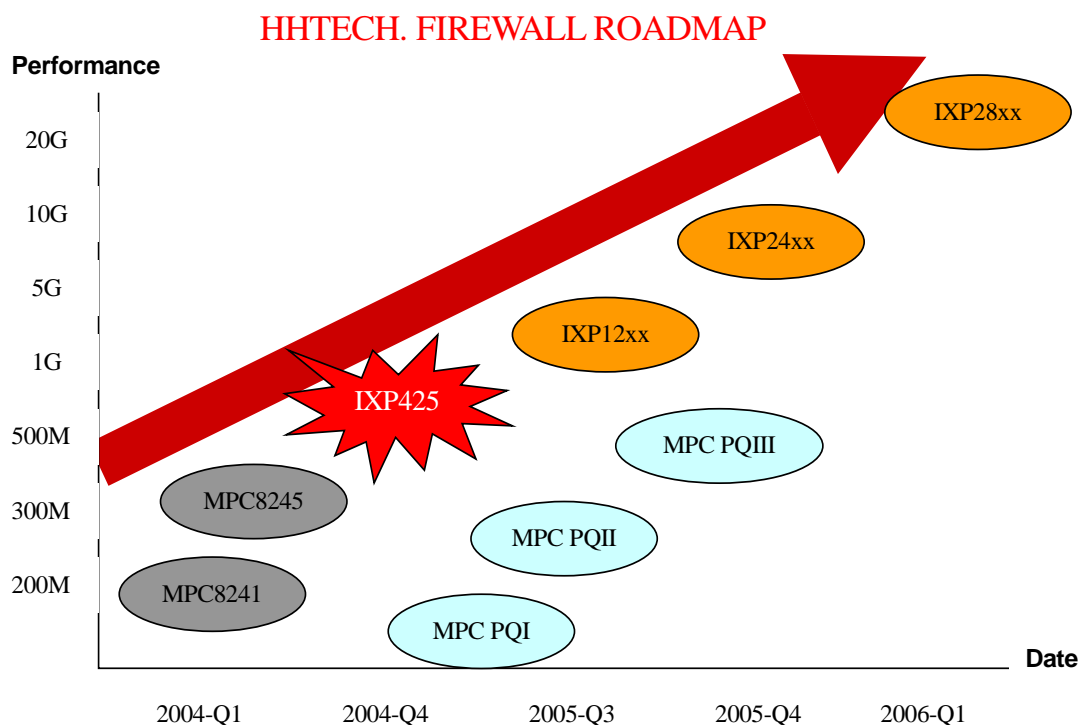 HHTECH. FIREWALL ROADMAP
Performance
IXP28xx
20G
10G
IXP24xx
5G
IXP12xx
1G
IXP425
500M
MPC PQIII
MPC8245
300M
MPC PQII
200M
MPC8241
MPC PQI
Date
2004-Q1
2004-Q4
2005-Q3
2005-Q4
2006-Q1